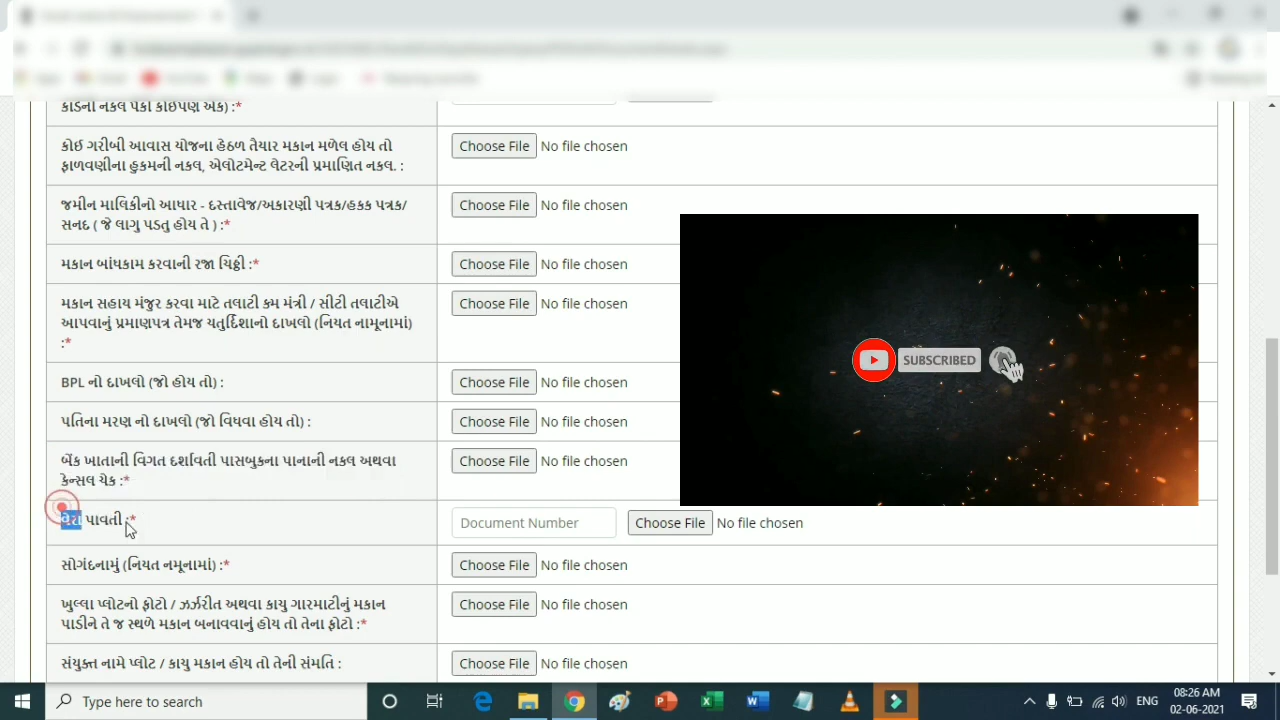 કાર્ડની નકલ પૈકી કોઈપણ એક) :*
કોઈ ગરીબી આવાસ યોજના હેઠળ તૈયાર મકાન મળેલ હોય તો
ફાળવણીના હુકમની નકલ, એલોટમેન્ટ લેટરની પ્રમાણિત નકલ. :
Choose File No file chosen
જમીન માલિકીનો આધાર - દસ્તાવેજ/અકારણી પત્રક/હકક પત્રક/
સનદ ( જે લાગુ પડતુ હોય તે ) :*
Choose File No file chosen
મકાન બાંધકામ કરવાની રજા ચિઠ્ઠી :*
Choose File No file chosen
મકાન સહાય મંજુર કરવા માટે તલાટી કમ મંત્રી / સીટી તલાટીએ
આપવાનું પ્રમાણપત્ર તેમજ ચતુર્દિશાનો દાખલો (નિયત નામૂનામાં)
:*
Choose File No file chosen
BPL નો દાખલો (જો હોય તો) :
Choose File No file chosen
પતિના મરણ નો દાખલો (જો વિધવા હોય તો) :
Choose File No file chosen
બેંક ખાતાની વિગત દર્શાવતી પાસબુકના પાનાની નકલ અથવા
કેન્સલ ચેક :*
Choose File No file chosen
SUBSCRIBED
વેરા પાવતી :*
Document Number Choose File No file chosen
સોગંદનામું (નિયત નમૂનામાં) :*
Choose File No file chosen
ખુલ્લા પ્લોટનો ફોટો / ઝર્ઝરીત અથવા કાચુ ગારમાટીનું મકાન
પાડીને તે જ સ્થળે મકાન બનાવવાનું હોય તો તેના ફોટો :*
Choose File No file chosen
સંયુક્ત નામે પ્લોટ / કાચુ મકાન હોય તો તેની સંમતિ :
Choose File No file chosen
Type here to search
ENG
08:26 AM
02-06-2021